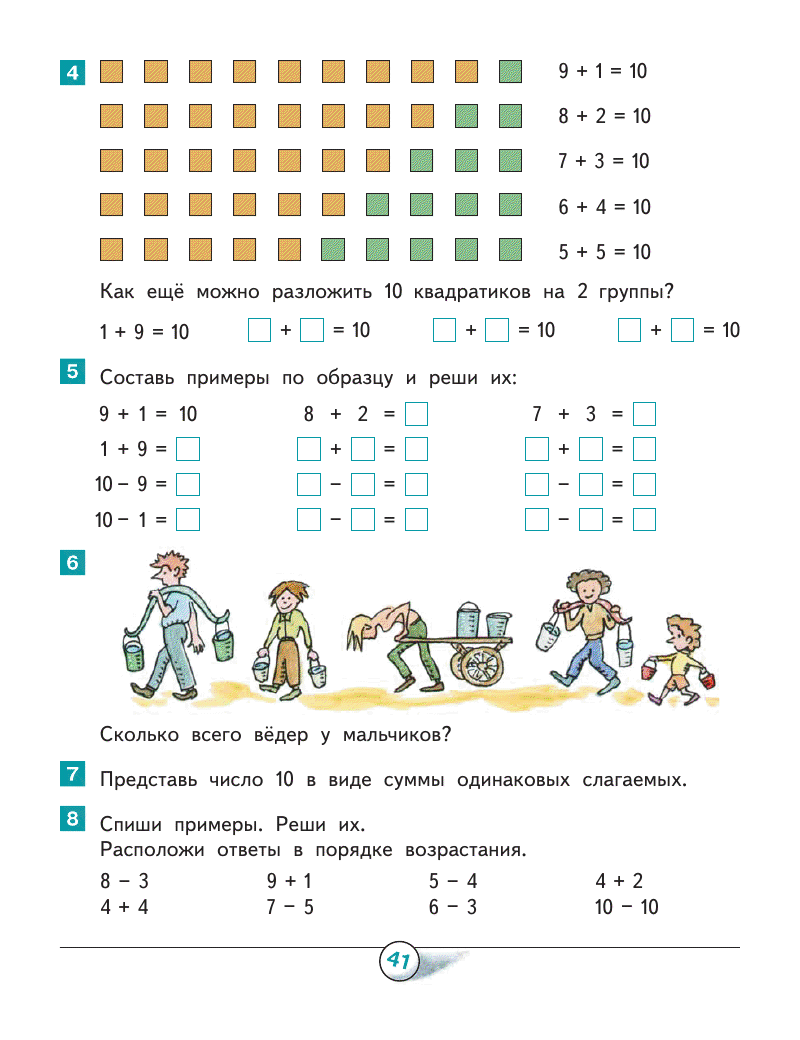 4
9 + 1 = 10
8 + 2 = 10
7 + 3 = 10
6 + 4 = 10
5 + 5 = 10
Как ещё можно разложить 10 квадратиков на 2 группы?
1 + 9 = 10 □ + □ = 10 □ + □ = 10 □ + □ = 10
5 Составь примеры по образцу и реши их:
9 + 1 = 10 8 + 2 = □ 7 + 3 = □
1 + 9 = □ □ + □ = □ □ + □ = □
10 − 9 = □ □ − □ = □ □ − □ = □
10 − 1 = □ □ − □ = □ □ − □ = □
6
Сколько всего вёдер у мальчиков?
7 Представь число 10 в виде суммы одинаковых слагаемых.
8 Спиши примеры. Реши их.
Расположи ответы в порядке возрастания.
8 − 3 9 + 1 5 − 4 4 + 2
4 + 4 7 − 5 6 − 3 10 − 10
41